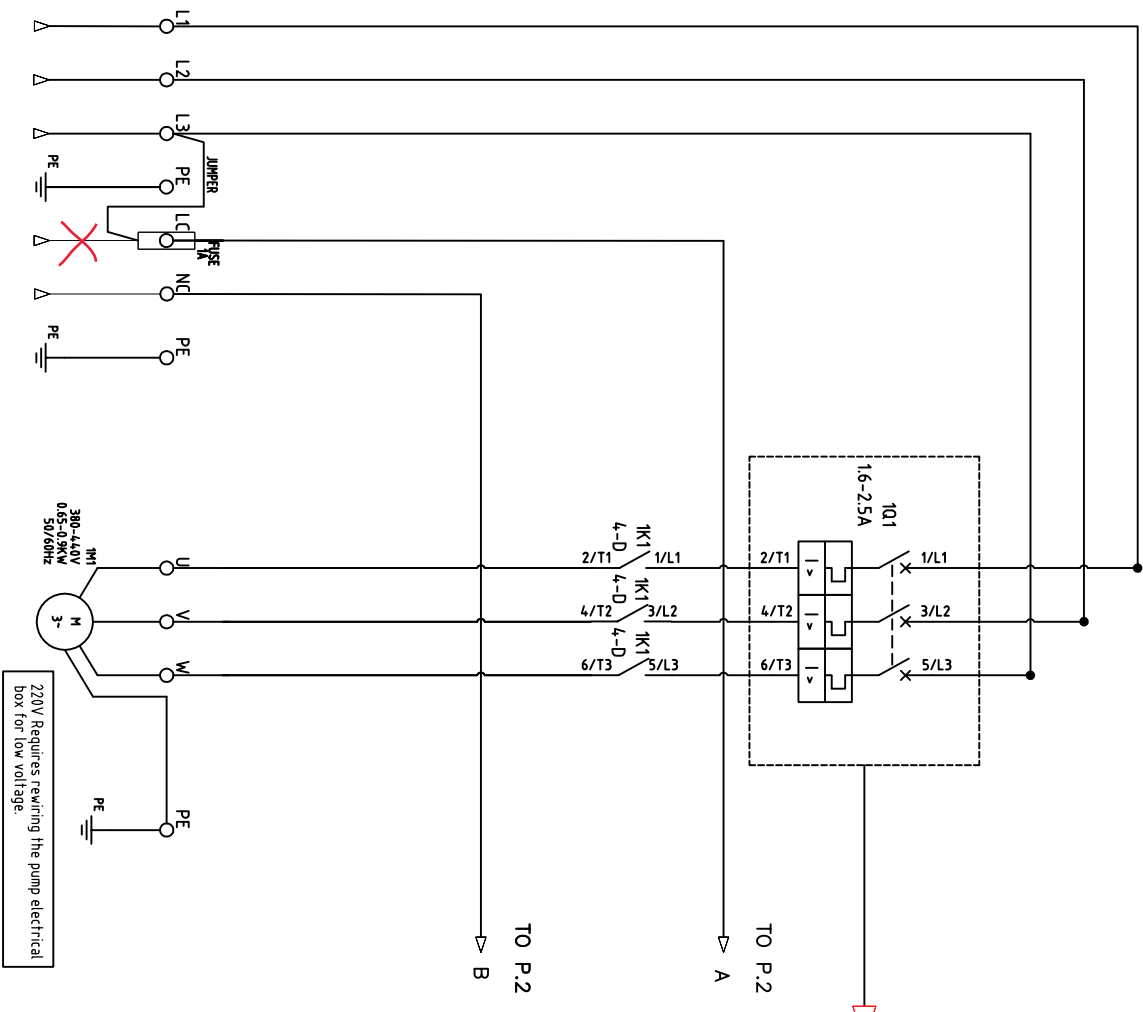 L1
L2
L3
JUMPER
PE
PE
LC
FUSE
1A
NC
PE
PE
1Q1
1.6-2.5A
1K1
4-D
2/T1
1/L1
2/T1
1/L1
U
1K1
4-D
4/T2
3/L2
4/T2
3/L2
V
1K1
4-D
6/T3
5/L3
6/T3
5/L3
W
I>
I>
I>
1M1
380-440V
0.65-0.9KW
50/60Hz
M
3~
PE
PE
220V Requires rewiring the pump electrical
box for low voltage.
TO P.2
A
TO P.2
B